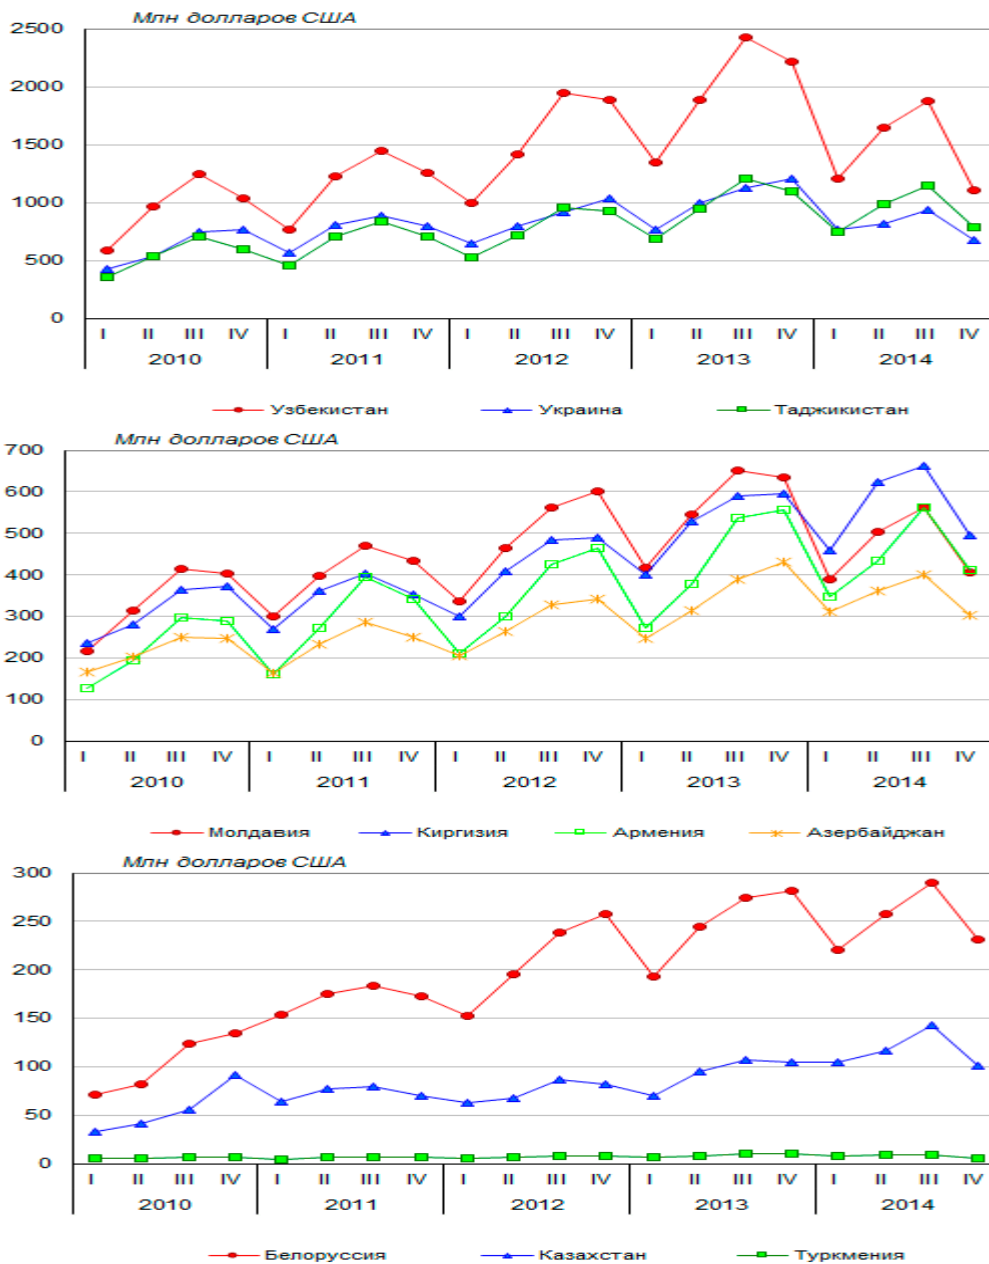 Млн долларов США
2500
2000
1500
1000
500
0
I II III IV I II III IV I II III IV I II III IV I II III IV
2010 2011 2012 2013 2014
Узбекистан Украина Таджикистан
Млн долларов США
700
600
500
400
300
200
100
0
I II III IV I II III IV I II III IV I II III IV I II III IV
2010 2011 2012 2013 2014
Молдавия Киргизия Армения Азербайджан
Млн долларов США
300
250
200
150
100
50
0
I II III IV I II III IV I II III IV I II III IV I II III IV
2010 2011 2012 2013 2014
Белоруссия Казахстан Туркмения